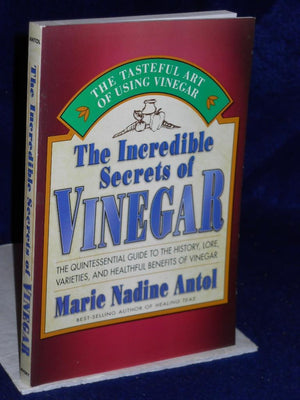 THE TASTEFUL ART
OF USING VINEGAR
The Incredible
Secrets of
VINEGAR
THE QUINTESSENTIAL GUIDE TO THE HISTORY, LORE,
VARIETIES, AND HEALTHFUL BENEFITS OF VINEGAR
Marie Nadine Antol
BEST-SELLING AUTHOR OF HEALING TEAS
ANTOL
The Incredible Secrets of VINEGAR